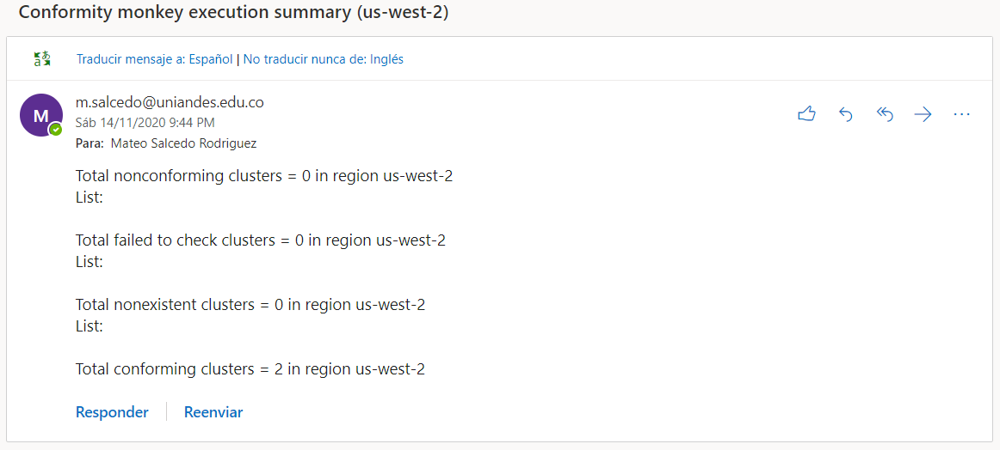 Conformity monkey execution summary (us-west-2)
Traducir mensaje a: Español | No traducir nunca de: Inglés
M
m.salcedo@uniandes.edu.co
Sáb 14/11/2020 9:44 PM
Para: Mateo Salcedo Rodriguez
Total nonconforming clusters = 0 in region us-west-2
List:
Total failed to check clusters = 0 in region us-west-2
List:
Total nonexistent clusters = 0 in region us-west-2
List:
Total conforming clusters = 2 in region us-west-2
Responder | Reenviar